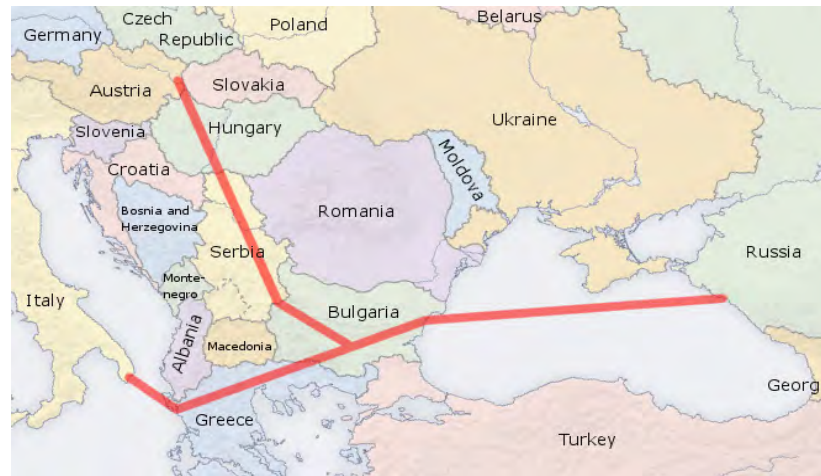 Czech
Republic
Poland
Belarus
Germany
Austria
Slovakia
Ukraine
Slovenia
Hungary
Moldova
Croatia
Bosnia and
Herzegovina
Romania
Serbia
Russia
Monte-
negro
Italy
Bulgaria
Albania
Macedonia
Georg
Greece
Turkey